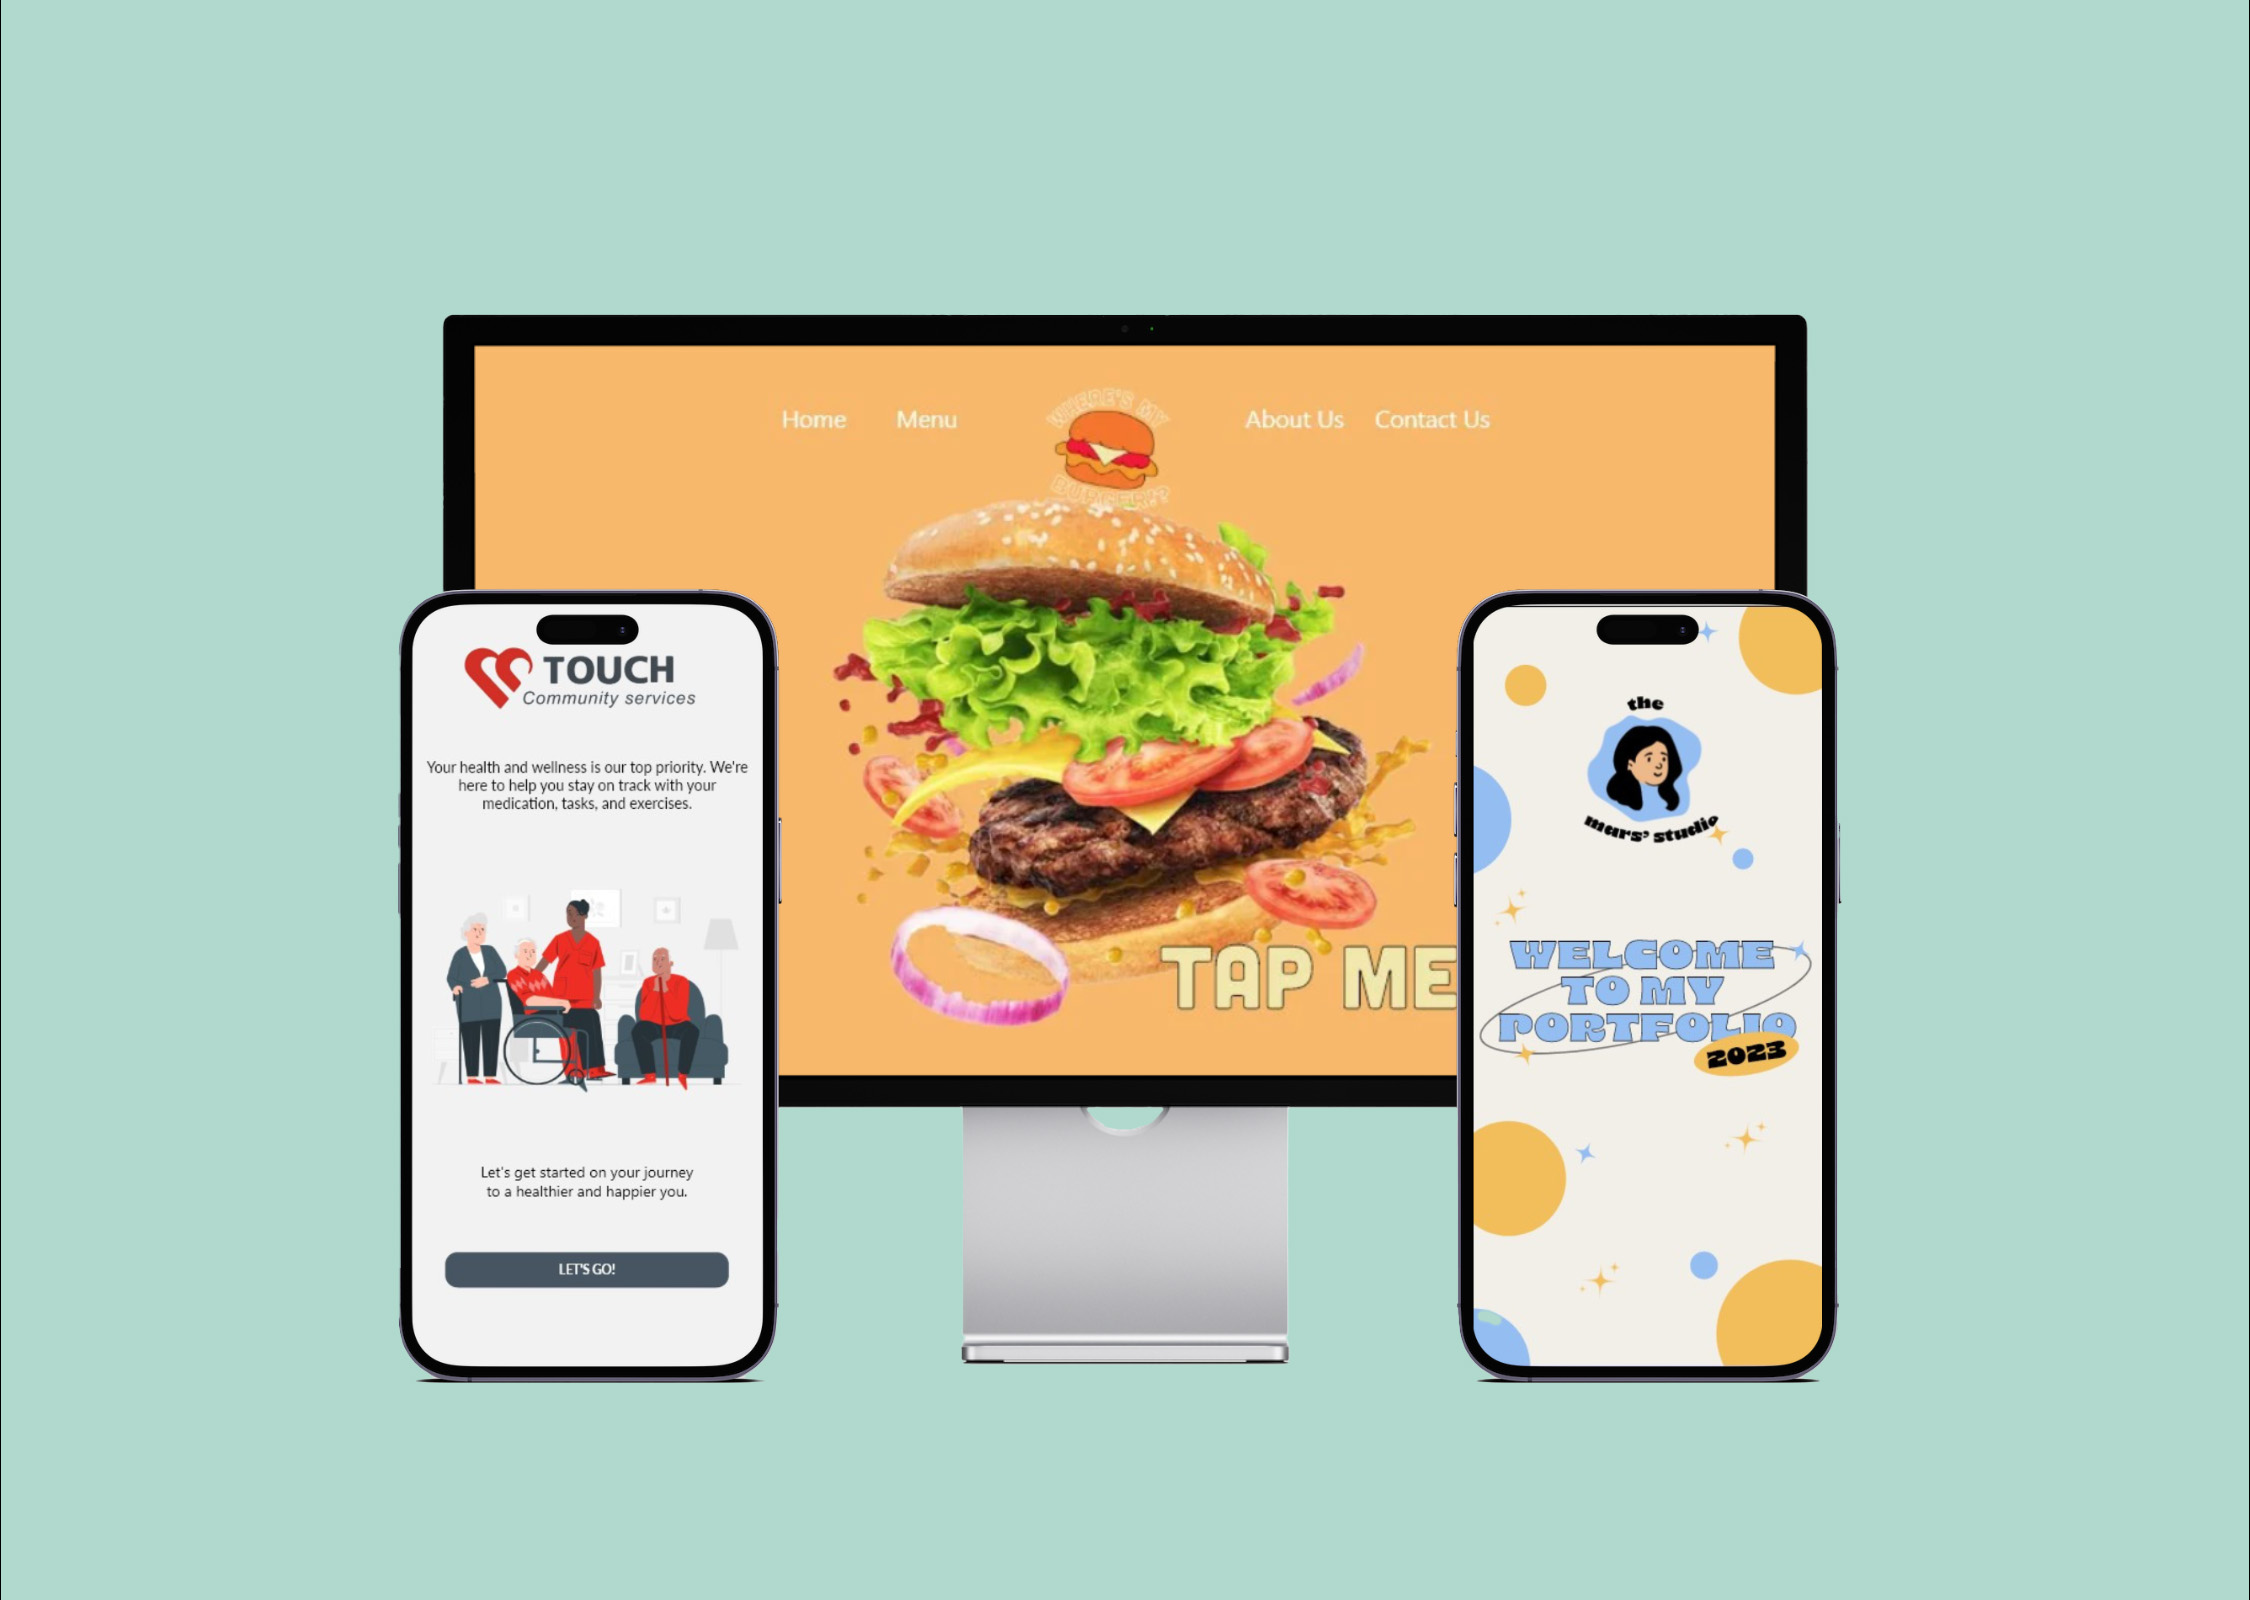 Home Menu About Us Contact Us
WHERE'S MY
BURGER!?
TAP ME
TOUCH
Community services
Your health and wellness is our top priority. We're
here to help you stay on track with your
medication, tasks, and exercises.
Let's get started on your journey
to a healthier and happier you.
LET'S GO!
the
mars' studio
WELCOME
TO MY
PORTFOLIO
2023